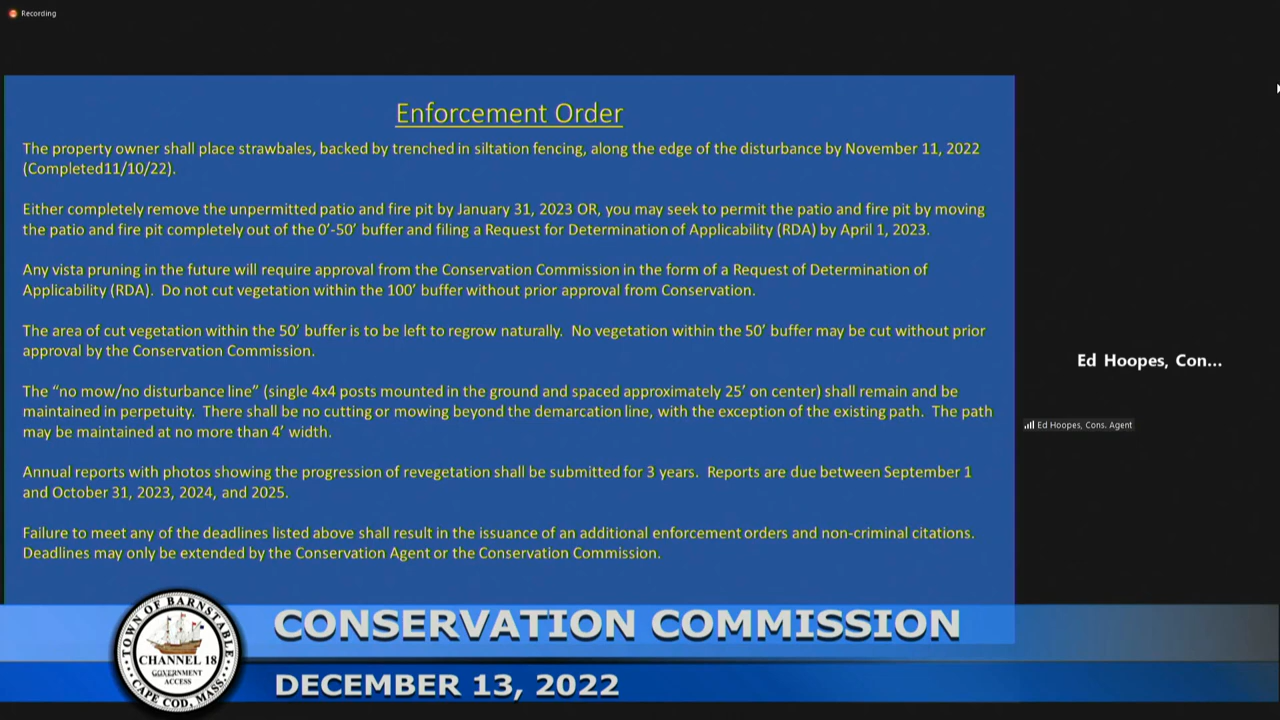 Recording
Enforcement Order
The property owner shall place strawbales, backed by trenched in siltation fencing, along the edge of the disturbance by November 11, 2022
(Completed11/10/22).
Either completely remove the unpermitted patio and fire pit by January 31, 2023 OR, you may seek to permit the patio and fire pit by moving
the patio and fire pit completely out of the 0’-50’ buffer and filing a Request for Determination of Applicability (RDA) by April 1, 2023.
Any vista pruning in the future will require approval from the Conservation Commission in the form of a Request of Determination of
Applicability (RDA). Do not cut vegetation within the 100’ buffer without prior approval from Conservation.
The area of cut vegetation within the 50’ buffer is to be left to regrow naturally. No vegetation within the 50’ buffer may be cut without prior
approval by the Conservation Commission.
The “no mow/no disturbance line” (single 4x4 posts mounted in the ground and spaced approximately 25’ on center) shall remain and be
maintained in perpetuity. There shall be no cutting or mowing beyond the demarcation line, with the exception of the existing path. The path
may be maintained at no more than 4’ width.
Annual reports with photos showing the progression of revegetation shall be submitted for 3 years. Reports are due between September 1
and October 31, 2023, 2024, and 2025.
Failure to meet any of the deadlines listed above shall result in the issuance of an additional enforcement orders and non-criminal citations.
Deadlines may only be extended by the Conservation Agent or the Conservation Commission.
Ed Hoopes, Con...
Ed Hoopes, Cons. Agent
TOWN OF BARNSTABLE
CHANNEL 18
GOVERNMENT
ACCESS
CAPE COD, MASS.
CONSERVATION COMMISSION
DECEMBER 13, 2022